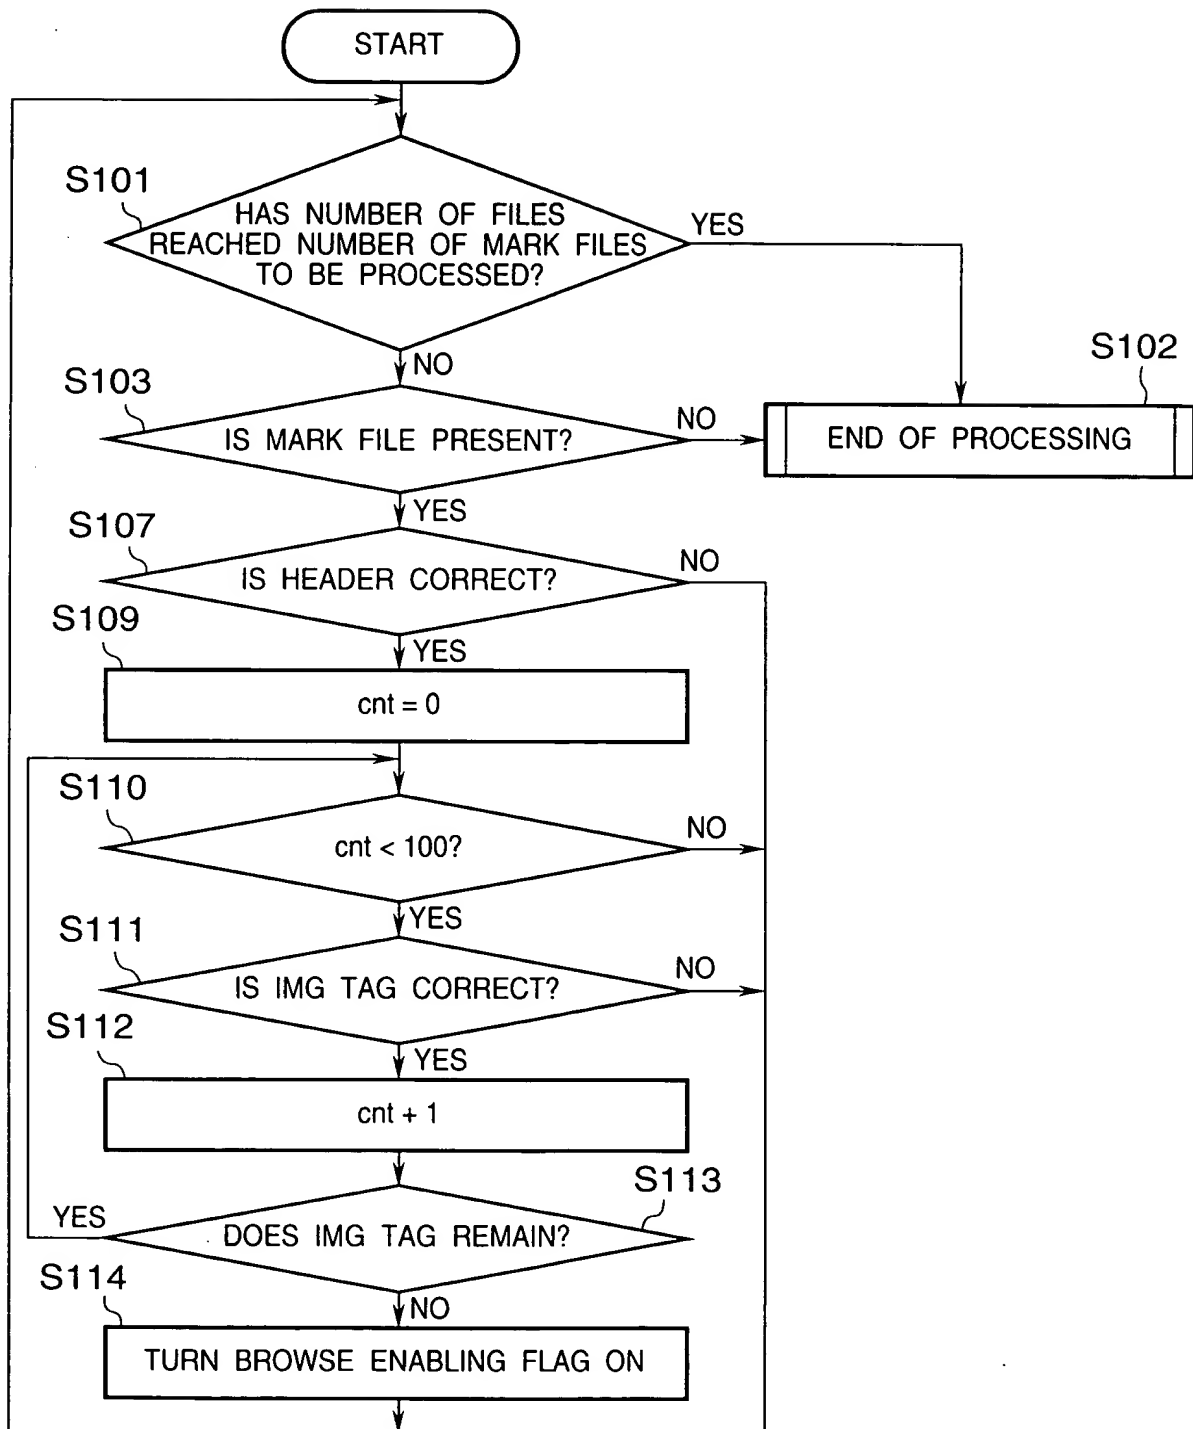 START
S101
HAS NUMBER OF FILES
REACHED NUMBER OF MARK FILES
TO BE PROCESSED?
YES
NO
S102
END OF PROCESSING
S103
IS MARK FILE PRESENT?
NO
YES
S107
IS HEADER CORRECT?
NO
YES
S109
cnt = 0
S110
cnt < 100?
NO
YES
S111
IS IMG TAG CORRECT?
NO
YES
S112
cnt + 1
S113
DOES IMG TAG REMAIN?
YES
NO
S114
TURN BROWSE ENABLING FLAG ON